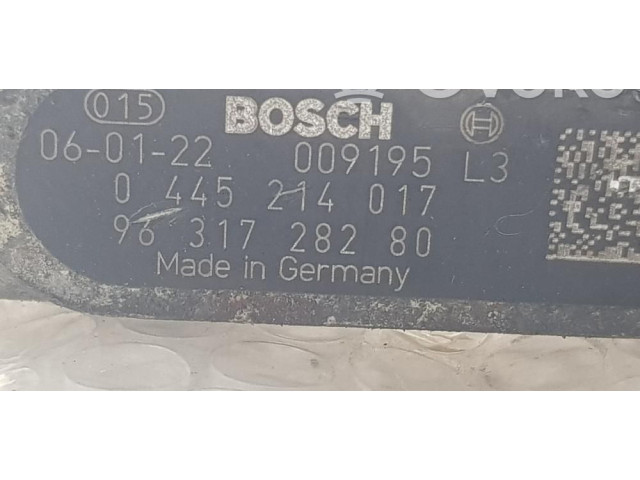 015 BOSCH
06-01-22 009195 L3
0 445 214 017
96 317 282 80
Made in Germany